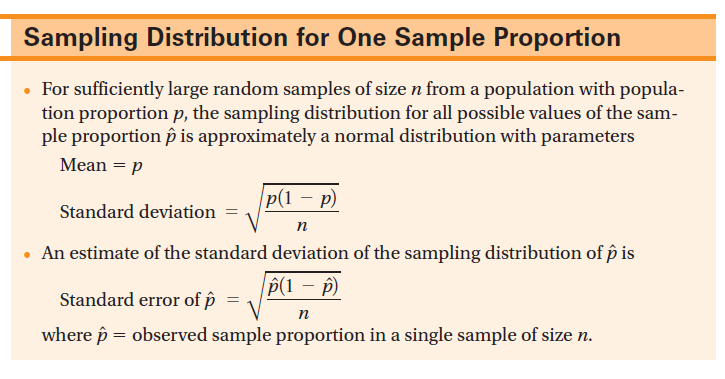 Sampling Distribution for One Sample Proportion
• For sufficiently large random samples of size n from a population with popula-
tion proportion p, the sampling distribution for all possible values of the sam-
ple proportion p̂ is approximately a normal distribution with parameters
Mean = p
Standard deviation = √(p(1 − p)/n)
• An estimate of the standard deviation of the sampling distribution of p̂ is
Standard error of p̂ = √(p̂(1 − p̂)/n)
where p̂ = observed sample proportion in a single sample of size n.